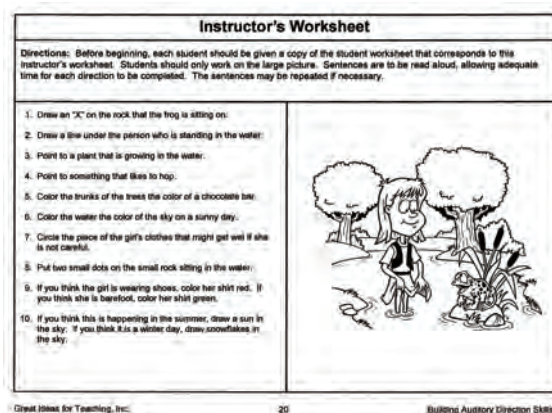 Instructor's Worksheet
Directions: Before beginning, each student should be given a copy of the student worksheet that corresponds to this
instructor's worksheet. Students should only work on the large picture. Sentences are to be read aloud, allowing adequate
time for each direction to be completed. The sentences may be repeated if necessary.
1. Draw an "X" on the rock that the frog is sitting on.
2. Draw a line under the person who is standing in the water.
3. Point to a plant that is growing in the water.
4. Point to something that likes to hop.
5. Color the trunks of the trees the color of a chocolate bar.
6. Color the water the color of the sky on a sunny day.
7. Circle the piece of the girl's clothes that might get wet if she
is not careful.
8. Put two small dots on the small rock sitting in the water.
9. If you think the girl is wearing shoes, color her shirt red. If
you think she is barefoot, color her shirt green.
10. If you think this is happening in the summer, draw a sun in
the sky. If you think it is a winter day, draw snowflakes in
the sky.
Great Ideas for Teaching, Inc. 20 Building Auditory Direction Skills